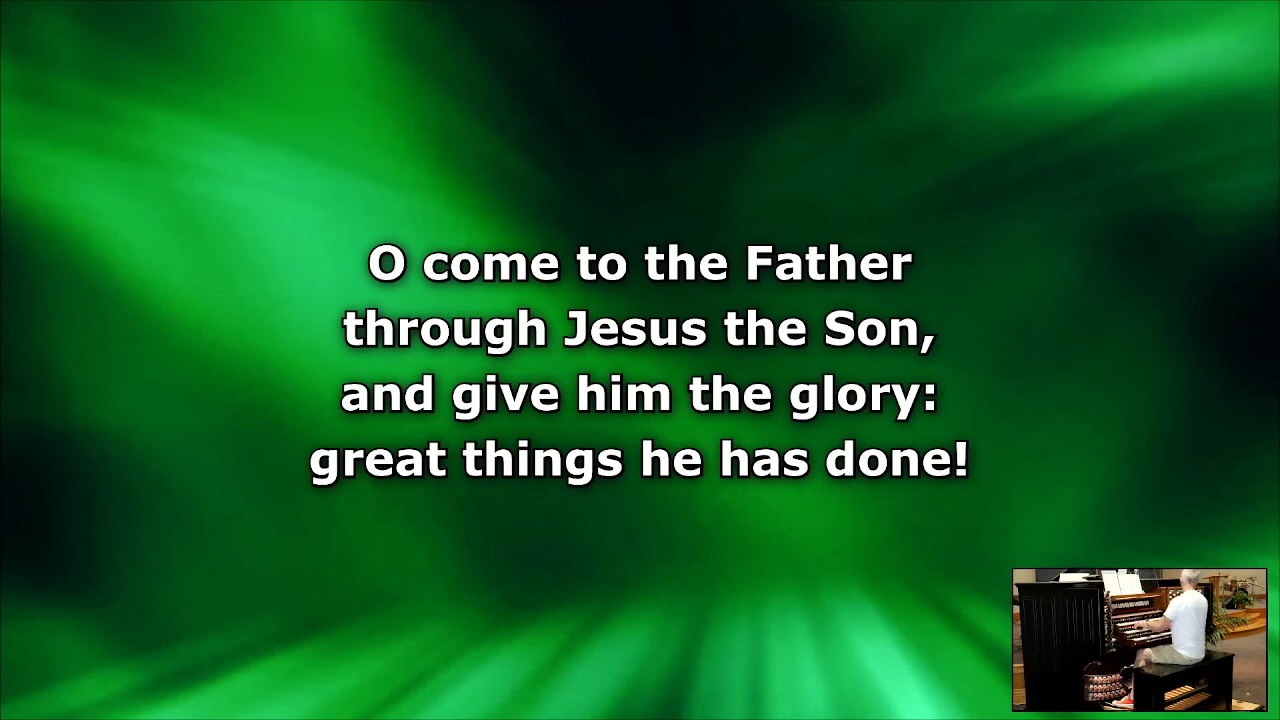 O come to the Father
through Jesus the Son,
and give him the glory:
great things he has done!